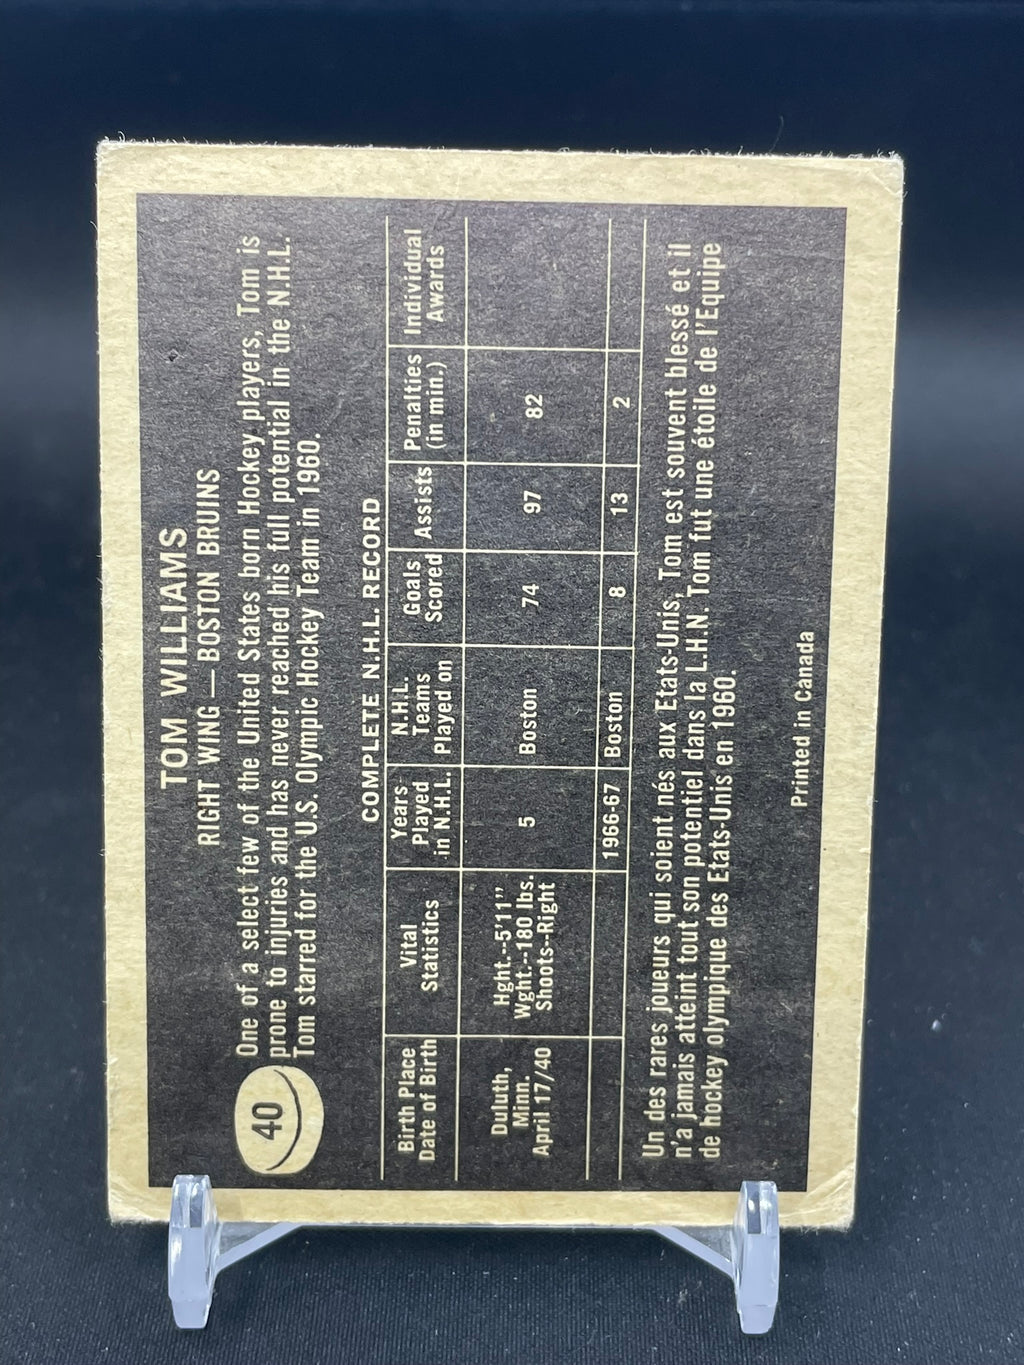 TOM WILLIAMS
RIGHT WING — BOSTON BRUINS
40
One of a select few of the United States born Hockey players, Tom is
prone to injuries and has never reached his full potential in the N.H.L.
Tom starred for the U.S. Olympic Hockey Team in 1960.
COMPLETE N.H.L. RECORD
Birth Place
Date of Birth
Vital
Statistics
Years
Played
in N.H.L.
N.H.L.
Teams
Played on
Goals
Scored
Assists
Penalties
(in min.)
Individual
Awards
Duluth,
Minn.
April 17/40
Hght.--5'11"
Wght.--180 lbs.
Shoots--Right
5
Boston
74
97
82
1966-67
Boston
8
13
2
Un des rares joueurs qui soient nés aux Etats-Unis, Tom est souvent blessé et il
n'a jamais atteint tout son potentiel dans la L.H.N. Tom fut une étoile de l'Equipe
de hockey olympique des Etats-Unis en 1960.
Printed in Canada